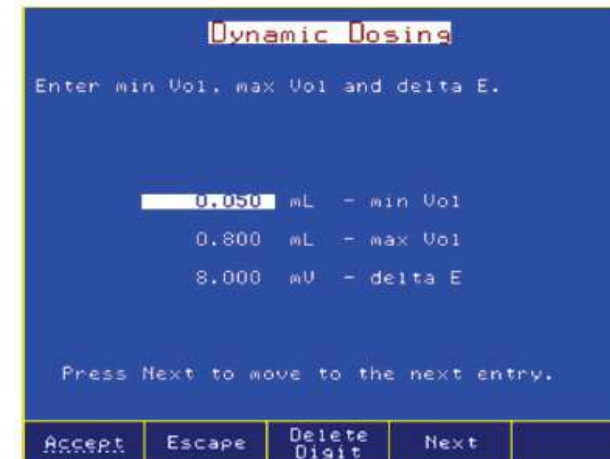 Dynamic Dosing
Enter min Vol, max Vol and delta E.
0.050 mL - min Vol
0.800 mL - max Vol
8.000 mV - delta E
Press Next to move to the next entry.
Accept Escape Delete Digit Next